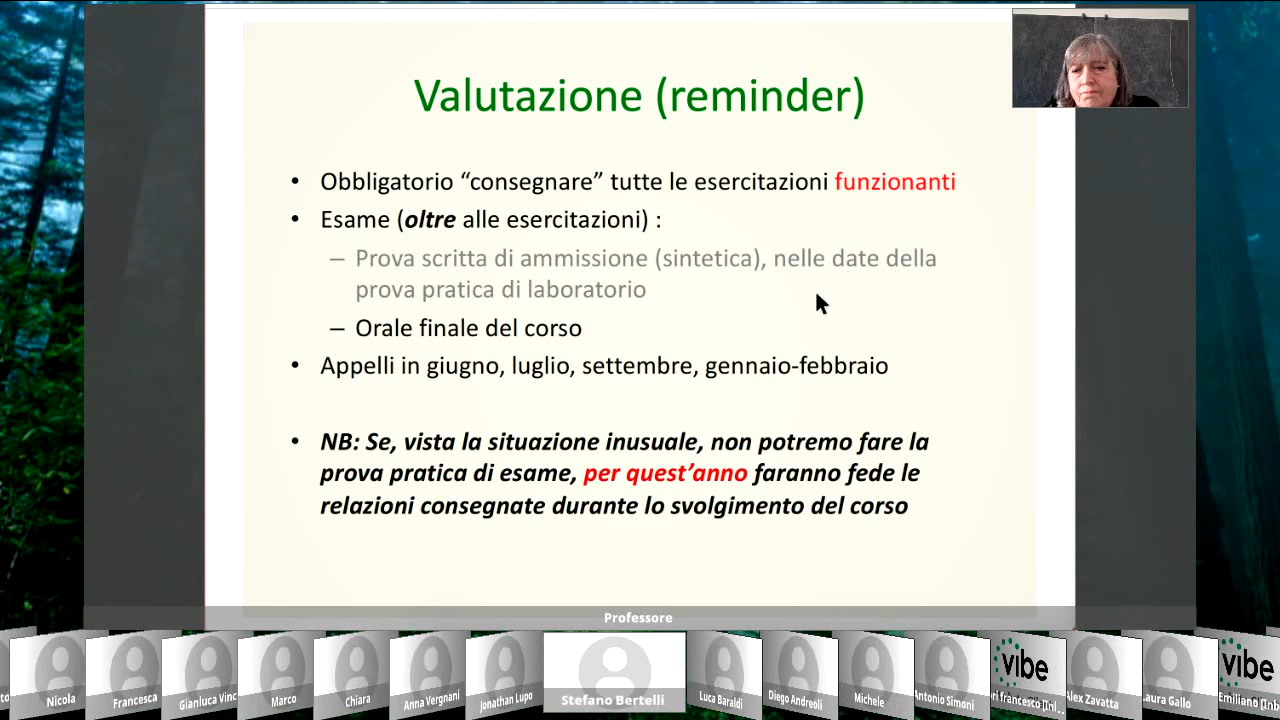 Valutazione (reminder)
• Obbligatorio “consegnare” tutte le esercitazioni funzionanti
• Esame (oltre alle esercitazioni) :
– Prova scritta di ammissione (sintetica), nelle date della
prova pratica di laboratorio
– Orale finale del corso
• Appelli in giugno, luglio, settembre, gennaio-febbraio
• NB: Se, vista la situazione inusuale, non potremo fare la
prova pratica di esame, per quest’anno faranno fede le
relazioni consegnate durante lo svolgimento del corso
Professore
Nicola
Francesca
Gianluca Vinc
Marco
Chiara
Anna Vergnani
Jonathan Lupo
Stefano Bertelli
Luca Baraldi
Diego Andreoli
Michele
Antonio Simoni
vibe
ri francesco [Inl...
Alex Zavatta
Laura Gallo
vibe
Emiliano [Inb